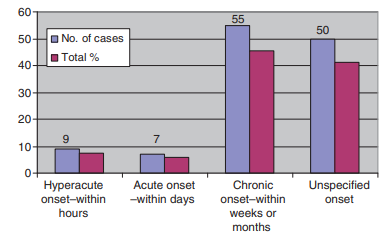 60
50
40
30
20
10
0
No. of cases
Total %
9
7
55
50
Hyperacute
onset–within
hours
Acute onset
–within days
Chronic
onset–within
weeks or
months
Unspecified
onset